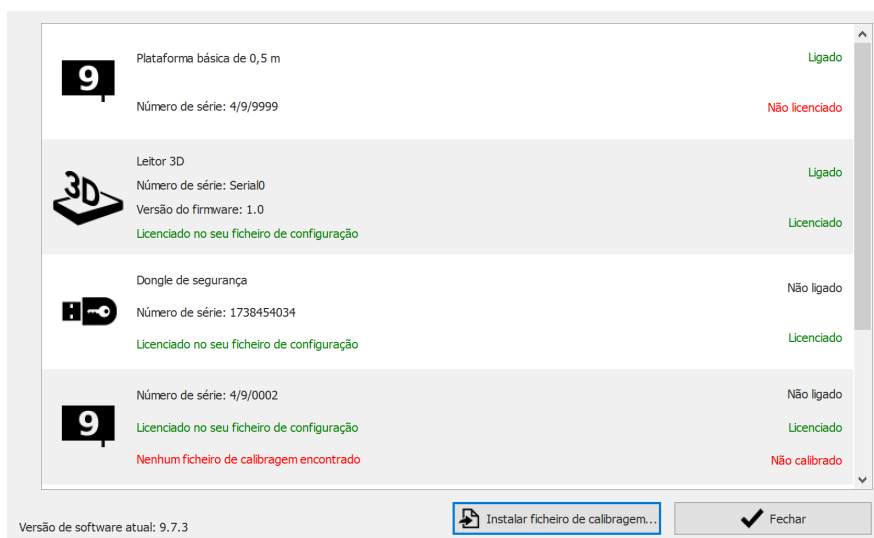 9
Plataforma básica de 0,5 m
Ligado
Número de série: 4/9/9999
Não licenciado
3D
Leitor 3D
Ligado
Número de série: Serial0
Versão do firmware: 1.0
Licenciado
Licenciado no seu ficheiro de configuração
Dongle de segurança
Não ligado
Número de série: 1738454034
Licenciado
Licenciado no seu ficheiro de configuração
9
Número de série: 4/9/0002
Não ligado
Licenciado no seu ficheiro de configuração
Licenciado
Nenhum ficheiro de calibragem encontrado
Não calibrado
Versão de software atual: 9.7.3
Instalar ficheiro de calibragem...
Fechar